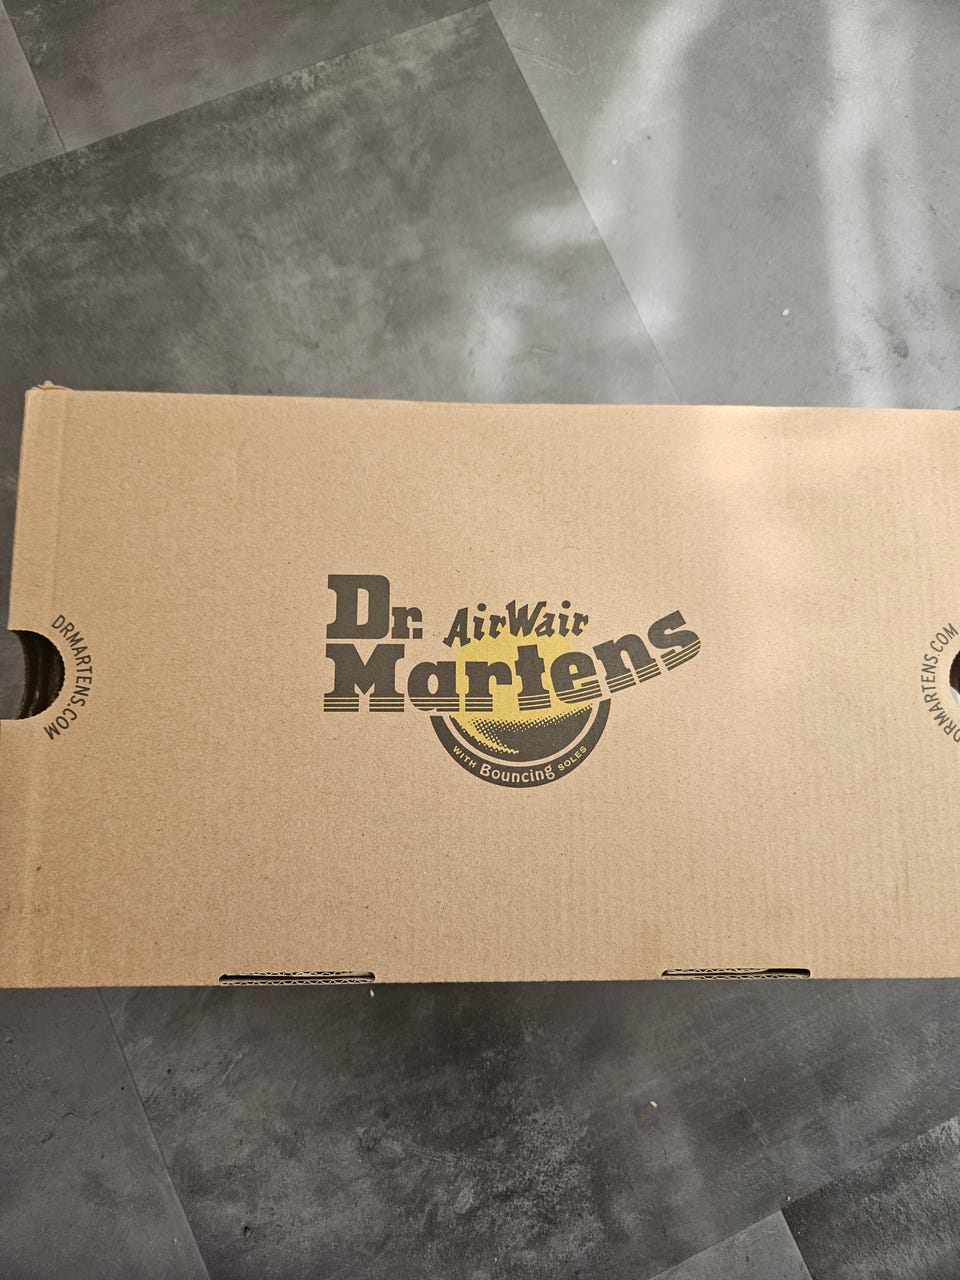 Dr. AirWair
Martens
WITH Bouncing SOLES
DRMARTENS.COM
DRMARTENS.COM